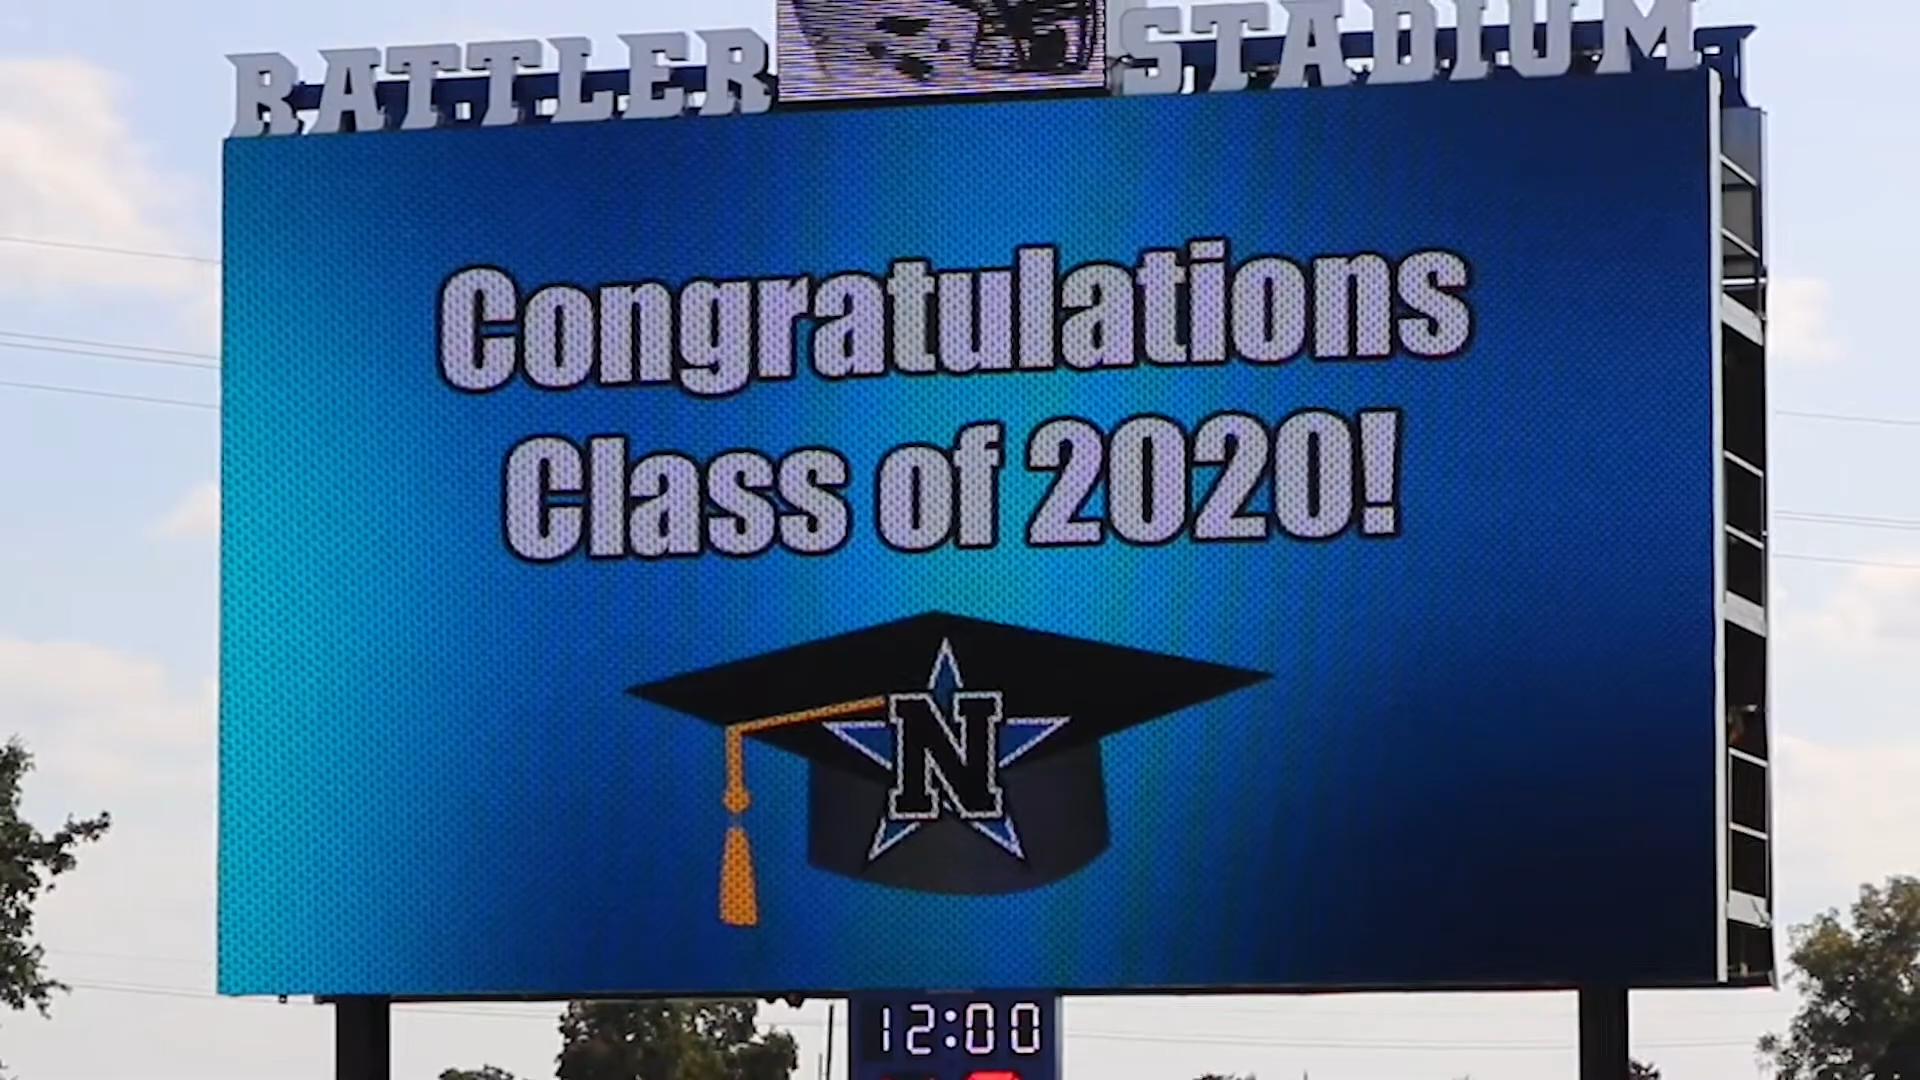 RATTLER STADIUM
Congratulations
Class of 2020!
N
12:00